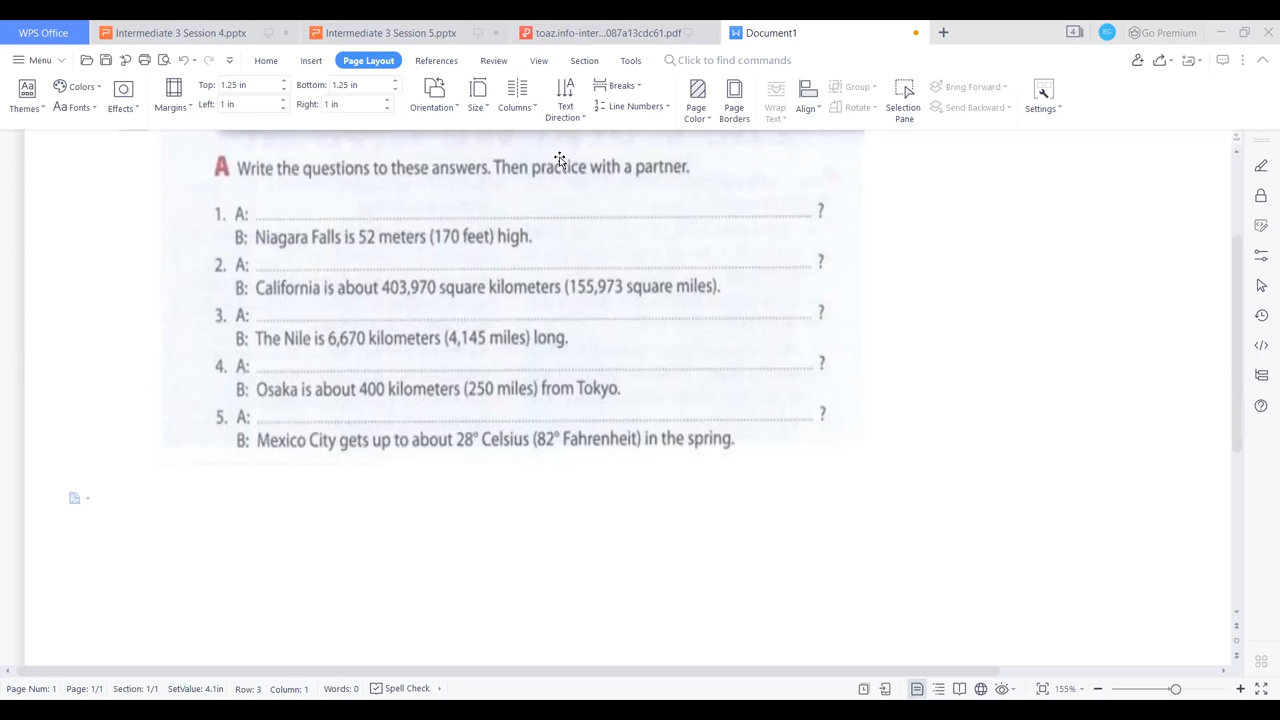 WPS Office
Intermediate 3 Session 4.pptx
Intermediate 3 Session 5.pptx
toaz.info-inter...087a13cdc61.pdf
Document1
4
EC
Go Premium
Menu
Home
Insert
Page Layout
References
Review
View
Section
Tools
Click to find commands
Themes
Colors
Fonts
Effects
Margins
Top: 1.25 in
Bottom: 1.25 in
Left: 1 in
Right: 1 in
Orientation
Size
Columns
Text Direction
Breaks
Line Numbers
Page Color
Page Borders
Wrap Text
Align
Group
Rotate
Selection Pane
Bring Forward
Send Backward
Settings
A Write the questions to these answers. Then practice with a partner.
1. A: ?
B: Niagara Falls is 52 meters (170 feet) high.
2. A: ?
B: California is about 403,970 square kilometers (155,973 square miles).
3. A: ?
B: The Nile is 6,670 kilometers (4,145 miles) long.
4. A: ?
B: Osaka is about 400 kilometers (250 miles) from Tokyo.
5. A: ?
B: Mexico City gets up to about 28° Celsius (82° Fahrenheit) in the spring.
Page Num: 1
Page: 1/1
Section: 1/1
SetValue: 4.1in
Row: 3
Column: 1
Words: 0
Spell Check
155%